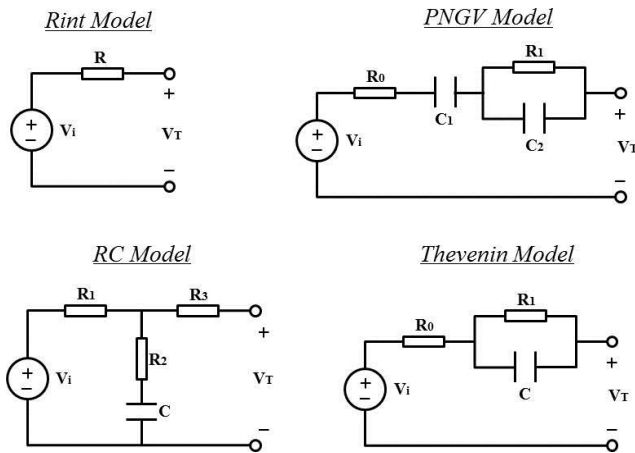 Rint Model
R
+
Vi
VT
+
−
−
PNGV Model
R1
R0
C1
C2
+
Vi
VT
+
−
−
RC Model
R1
R3
R2
+
Vi
VT
+
−
C
−
Thevenin Model
R1
R0
C
+
Vi
VT
+
−
−